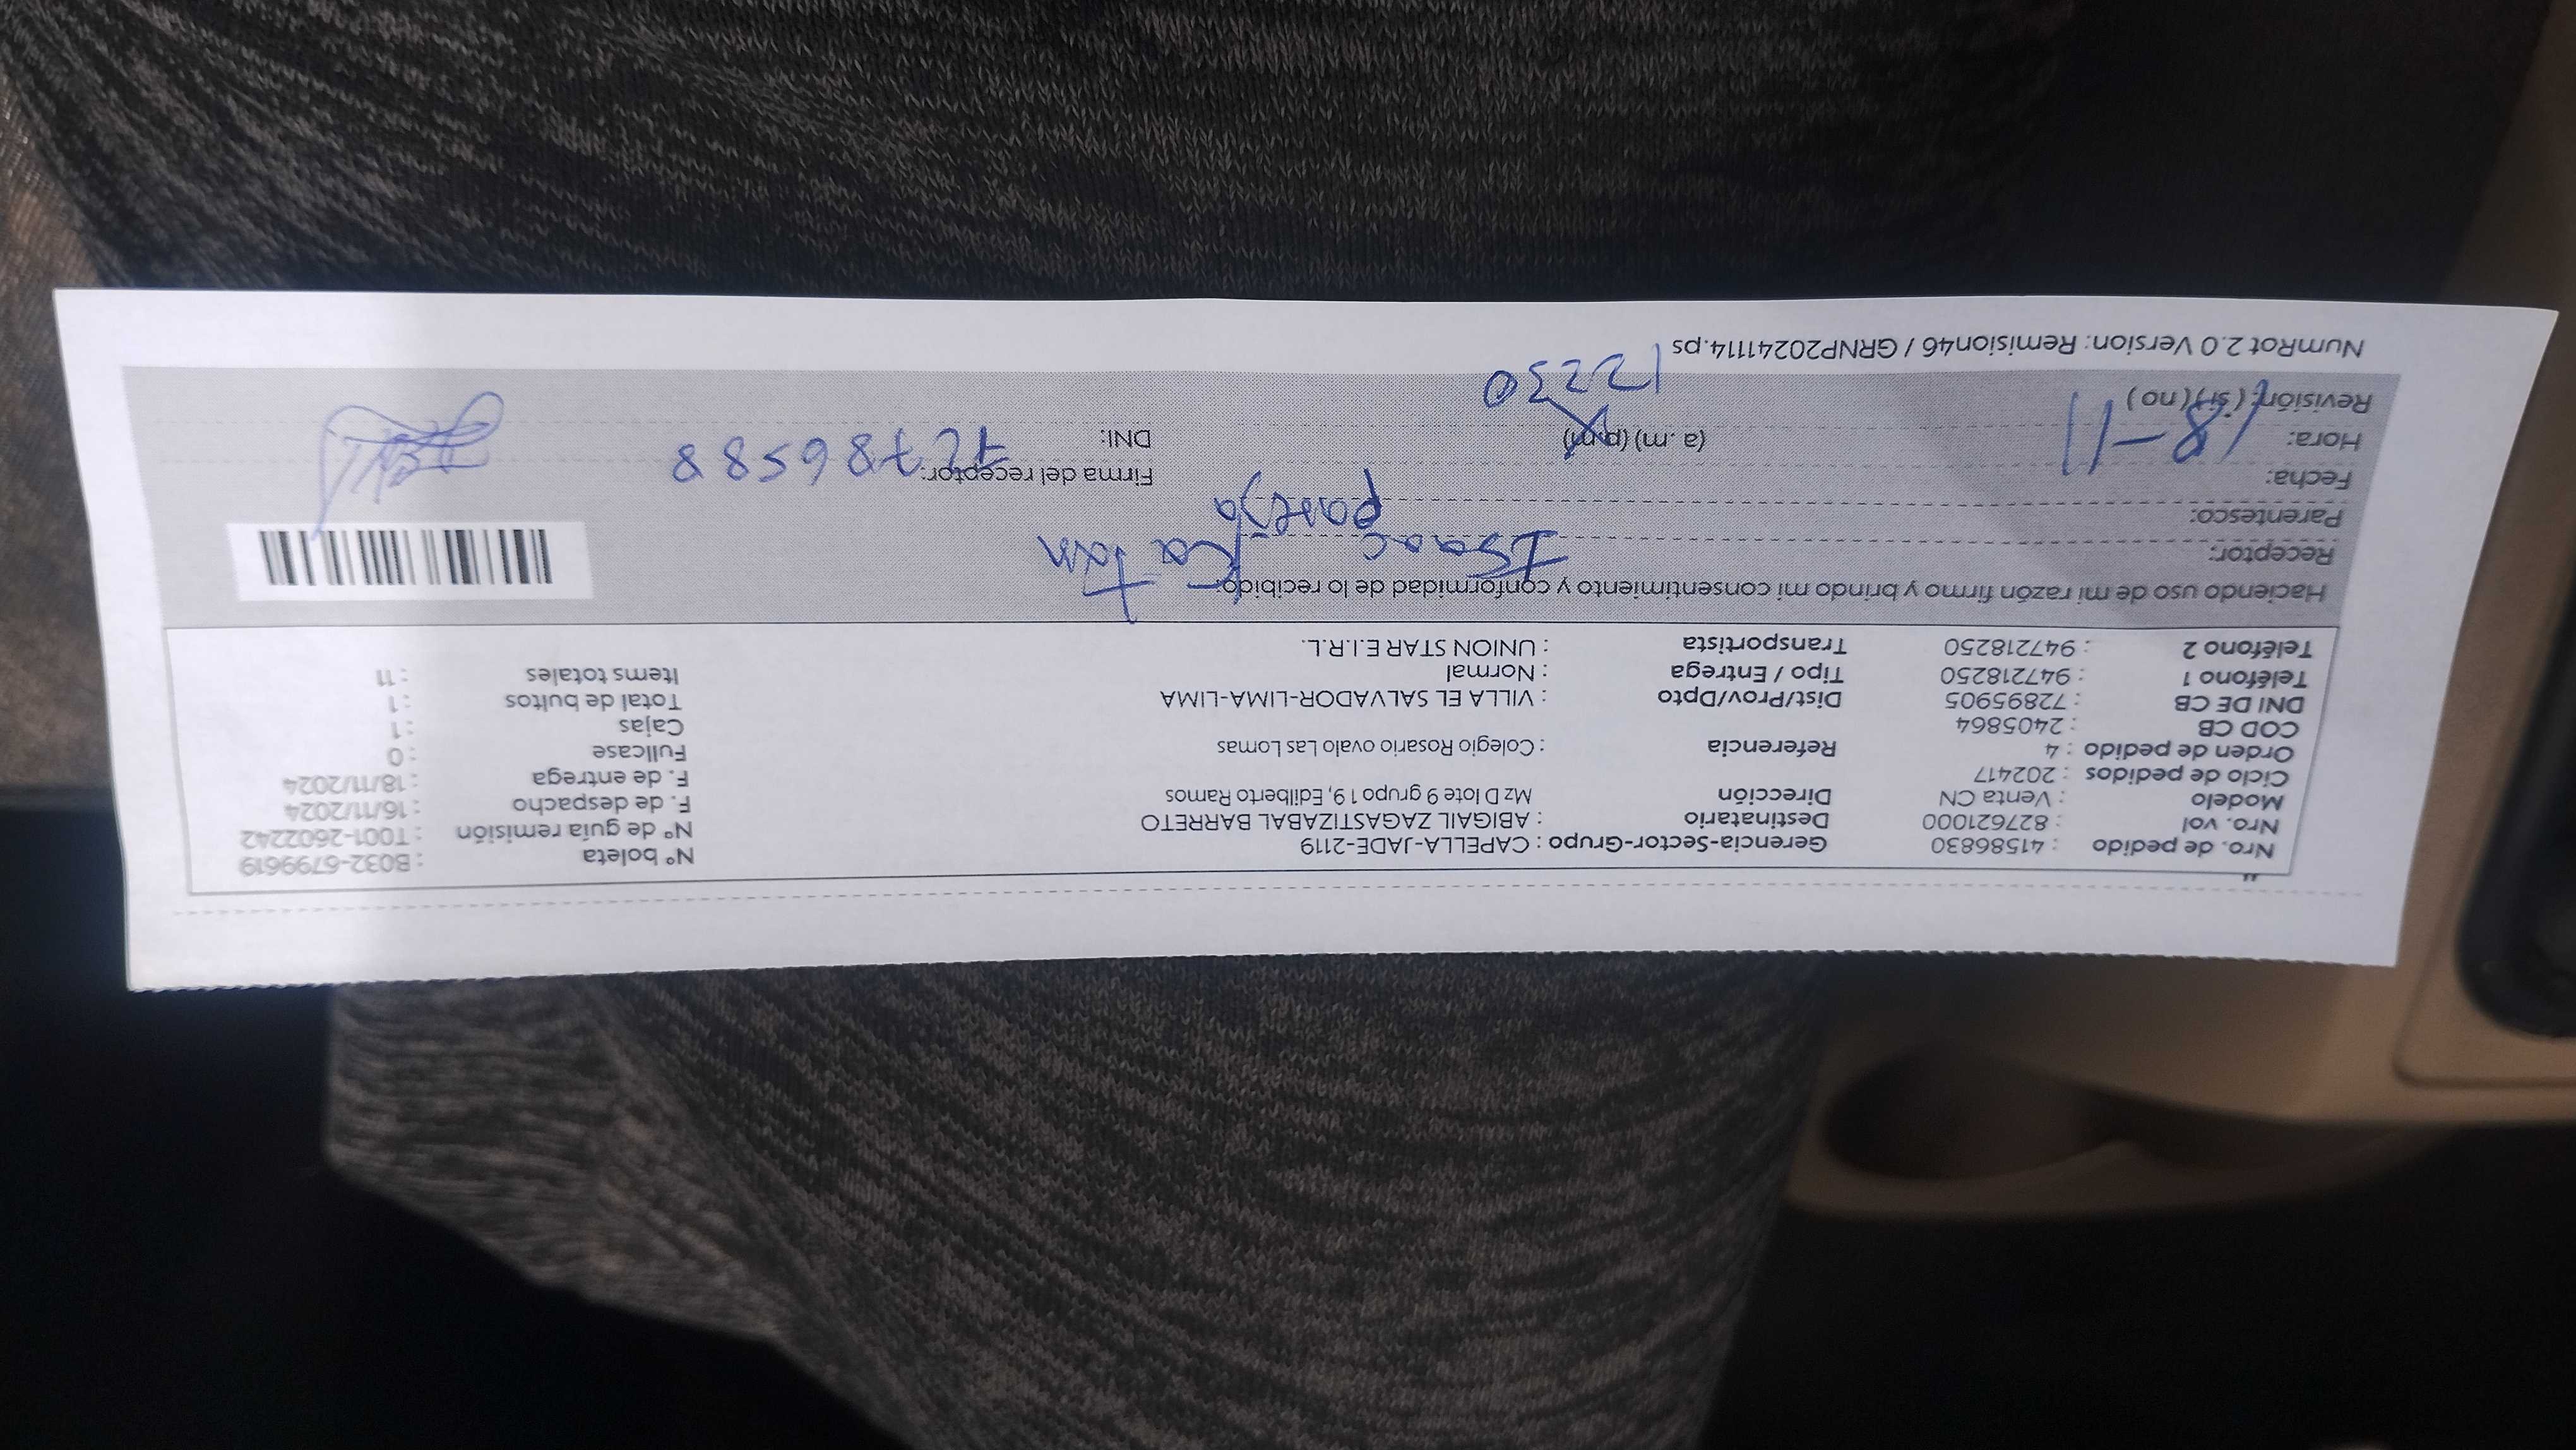 Nro. de pedido : 41586830 Gerencia-Sector-Grupo : CAPELLA-JADE-2119 N° boleta : B032-6799619
Nro. vol : 827621000 Destinatario : ABIGAIL ZAGASTIZABAL BARRETO N° de guía remisión : T001-2602242
Modelo : Venta CN Dirección Mz D lote 9 grupo 19, Edilberto Ramos F. de despacho : 16/11/2024
Ciclo de pedidos : 202417 F. de entrega : 18/11/2024
Orden de pedido : 4 Referencia : Colegio Rosario ovalo Las Lomas Fullcase : 0
COD CB : 2405864 Cajas : 1
DNI DE CB : 72895905 Dist/Prov/Dpto : VILLA EL SALVADOR-LIMA-LIMA Total de bultos : 1
Teléfono 1 : 947218250 Tipo / Entrega : Normal Items totales : 11
Teléfono 2 : 947218250 Transportista : UNION STAR E.I.R.L.
Haciendo uso de mi razón firmo y brindo mi consentimiento y conformidad de lo recibido.
Receptor: Isaac
Parentesco: pareja
Fecha: 18-11 Firma del receptor:
Hora: (a. m) (p.m) DNI: 72786588
Revisión: ( si ) ( no ) 12230
NumRot 2.0 Version: Remision46 / GRNP20241114.ps